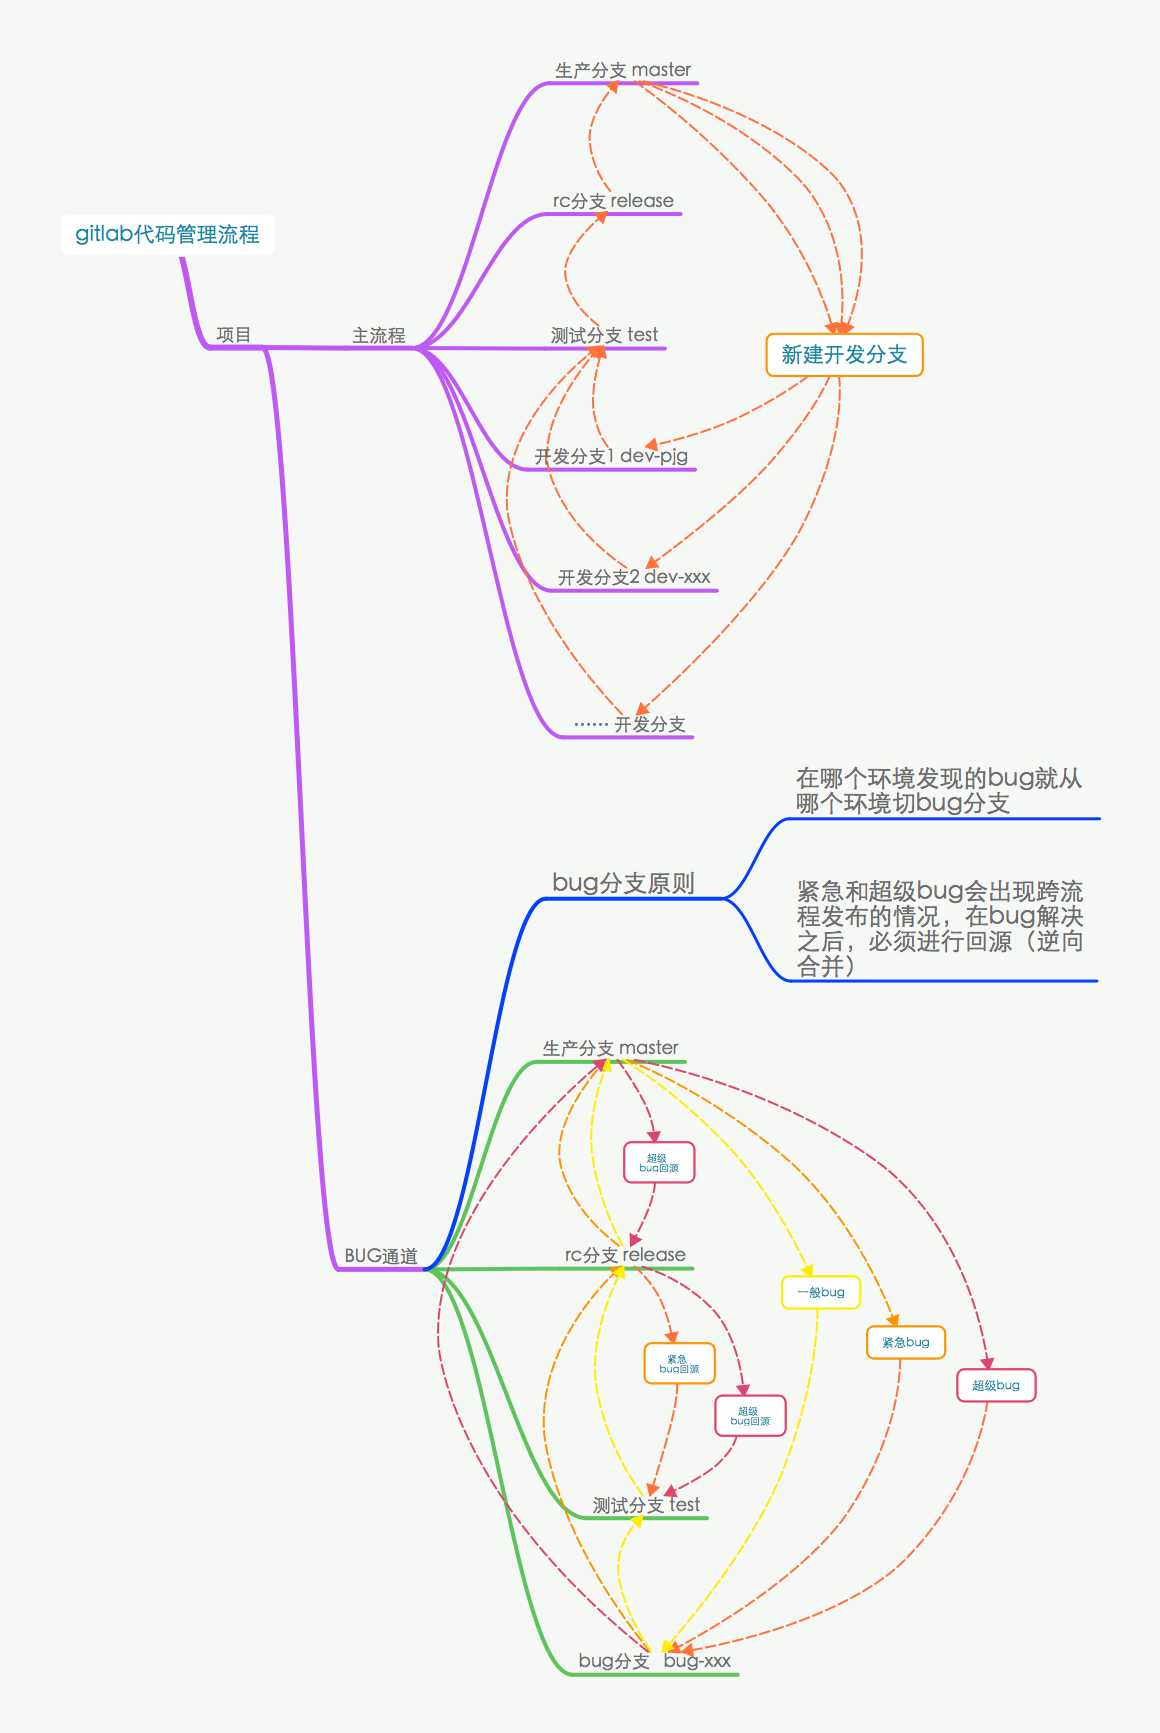 生产分支 master
rc分支 release
gitlab代码管理流程
项目
主流程
测试分支 test
新建开发分支
开发分支1 dev-pjg
开发分支2 dev-xxx
…… 开发分支
在哪个环境发现的bug就从
哪个环境切bug分支
bug分支原则
紧急和超级bug会出现跨流
程发布的情况，在bug解决
之后，必须进行回源（逆向
合并）
生产分支 master
超级
bug回源
BUG通道
rc分支 release
一般bug
紧急bug
紧急
bug回源
超级bug
超级
bug回源
测试分支 test
bug分支 bug-xxx